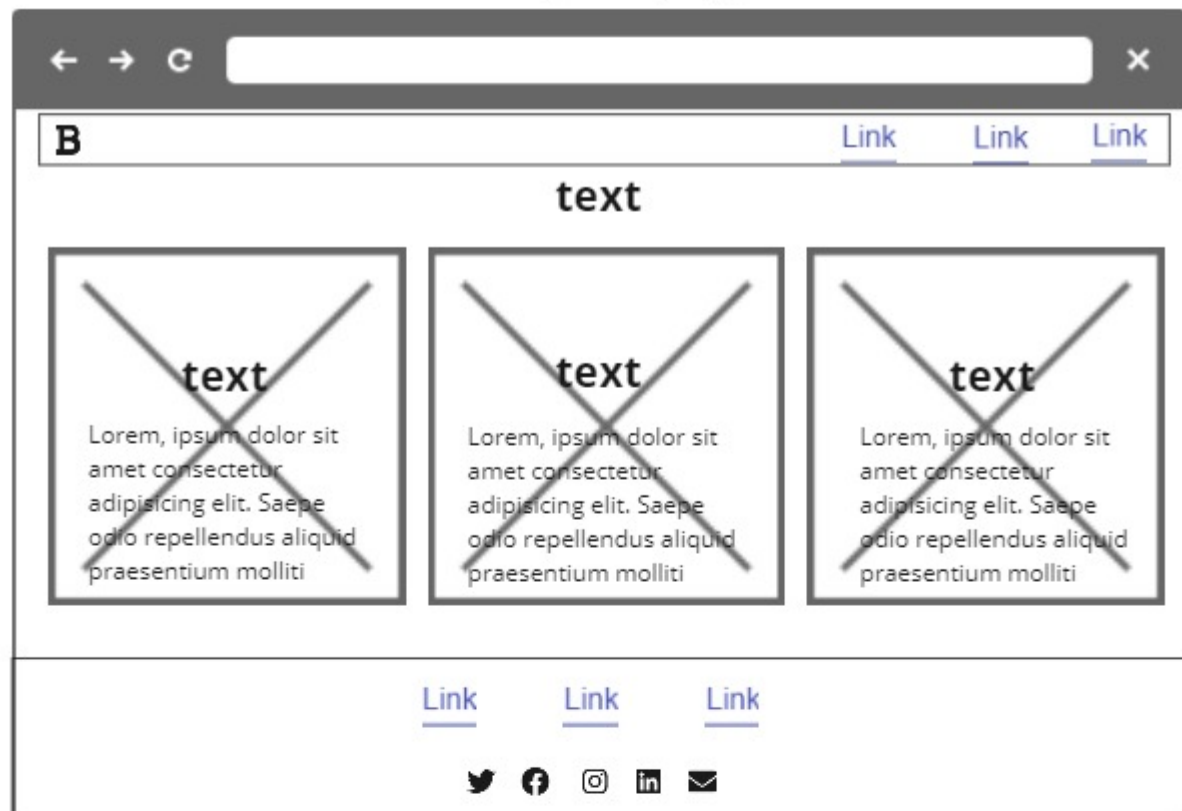 B
Link
Link
Link
text
text
Lorem, ipsum dolor sit
amet consectetur
adipisicing elit. Saepe
odio repellendus aliquid
praesentium molliti
text
Lorem, ipsum dolor sit
amet consectetur
adipisicing elit. Saepe
odio repellendus aliquid
praesentium molliti
text
Lorem, ipsum dolor sit
amet consectetur
adipisicing elit. Saepe
odio repellendus aliquid
praesentium molliti
Link
Link
Link